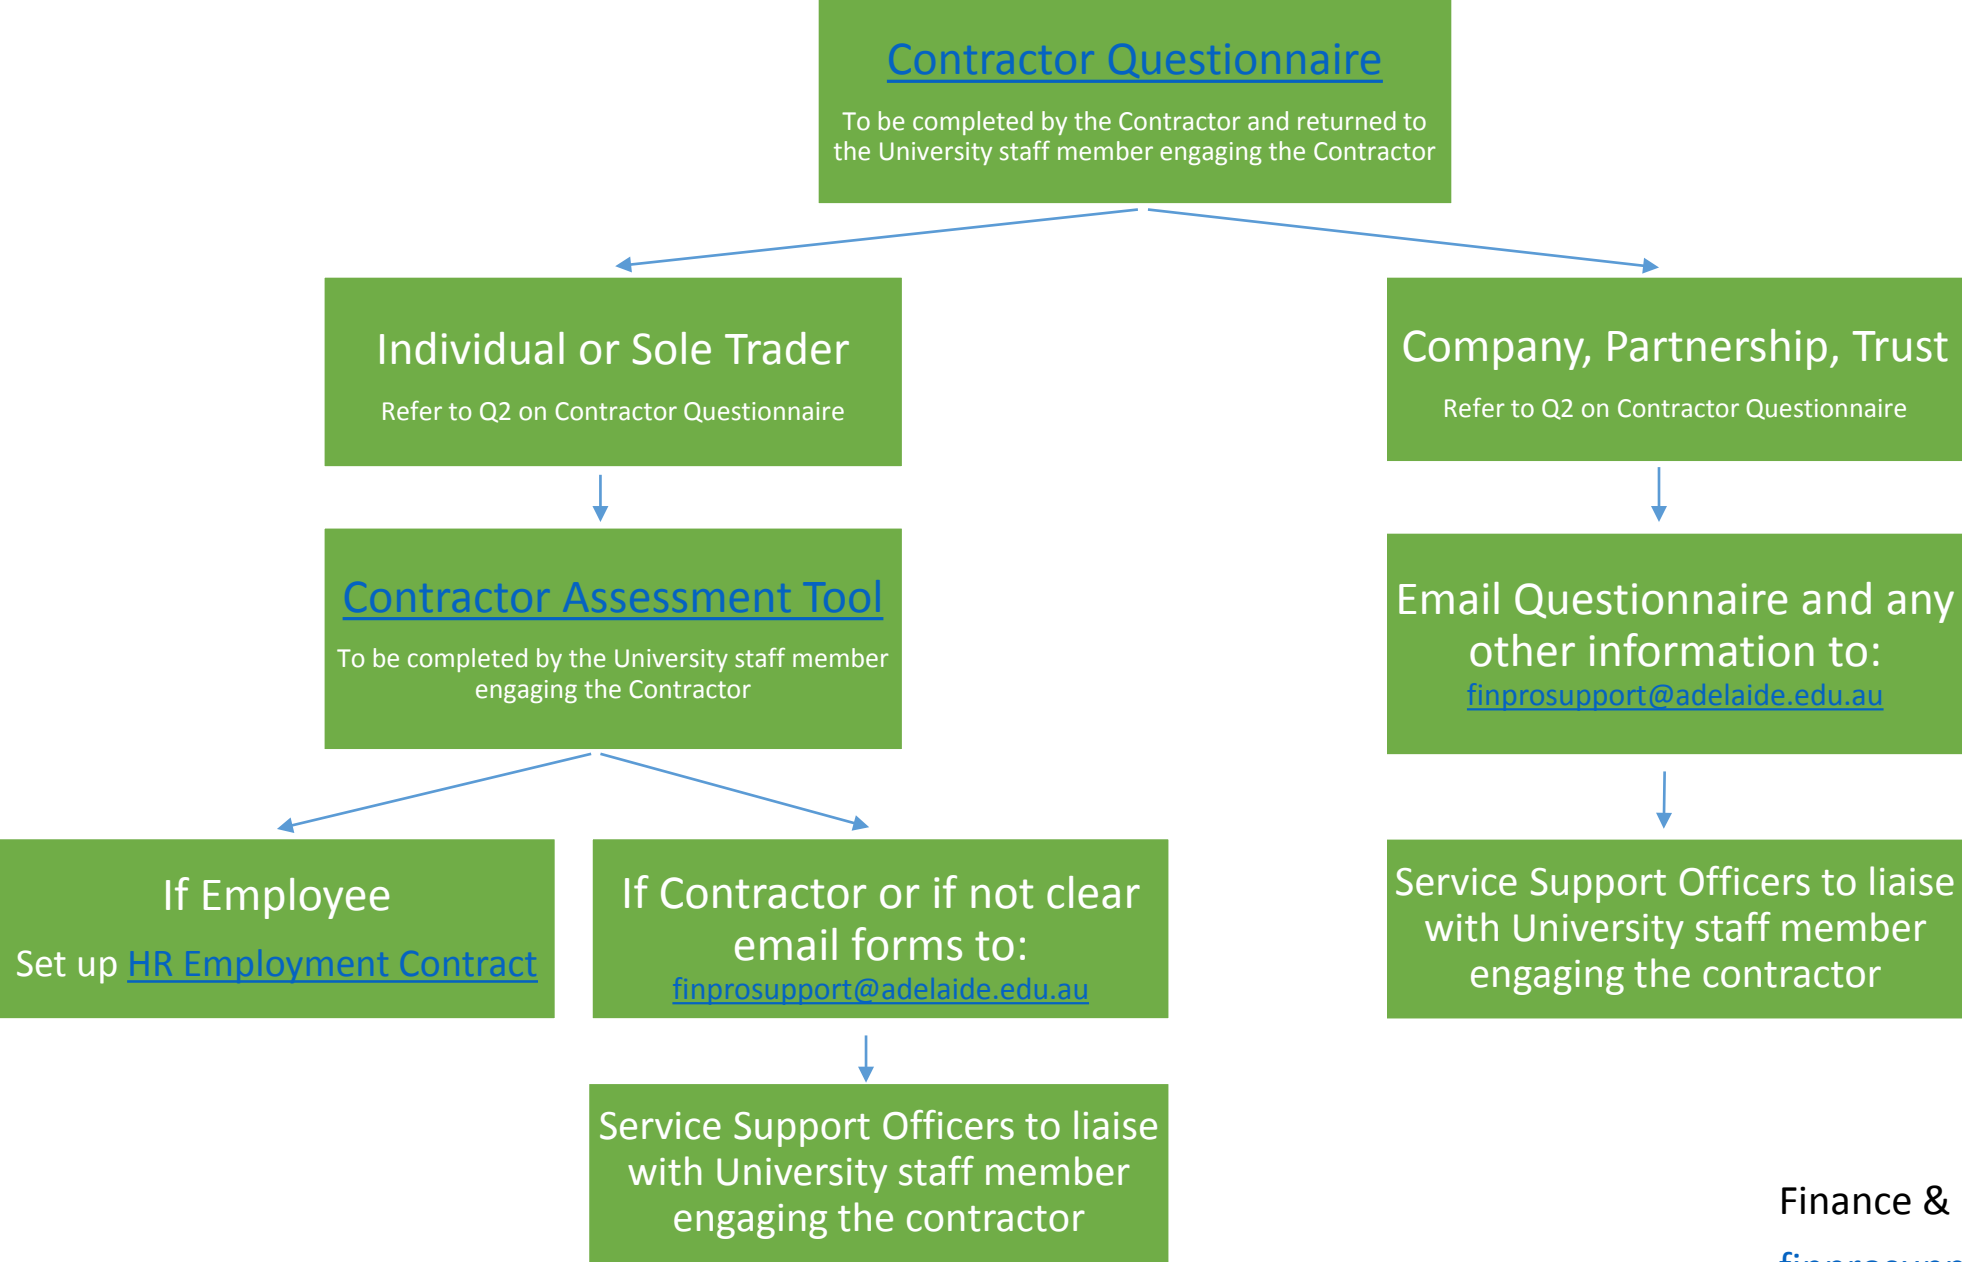 Contractor Questionnaire
To be completed by the Contractor and returned to
the University staff member engaging the Contractor
Individual or Sole Trader
Refer to Q2 on Contractor Questionnaire
Company, Partnership, Trust
Refer to Q2 on Contractor Questionnaire
Contractor Assessment Tool
To be completed by the University staff member
engaging the Contractor
Email Questionnaire and any
other information to:
finprosupport@adelaide.edu.au
If Employee
Set up HR Employment Contract
If Contractor or if not clear
email forms to:
finprosupport@adelaide.edu.au
Service Support Officers to liaise
with University staff member
engaging the contractor
Service Support Officers to liaise
with University staff member
engaging the contractor
Finance &